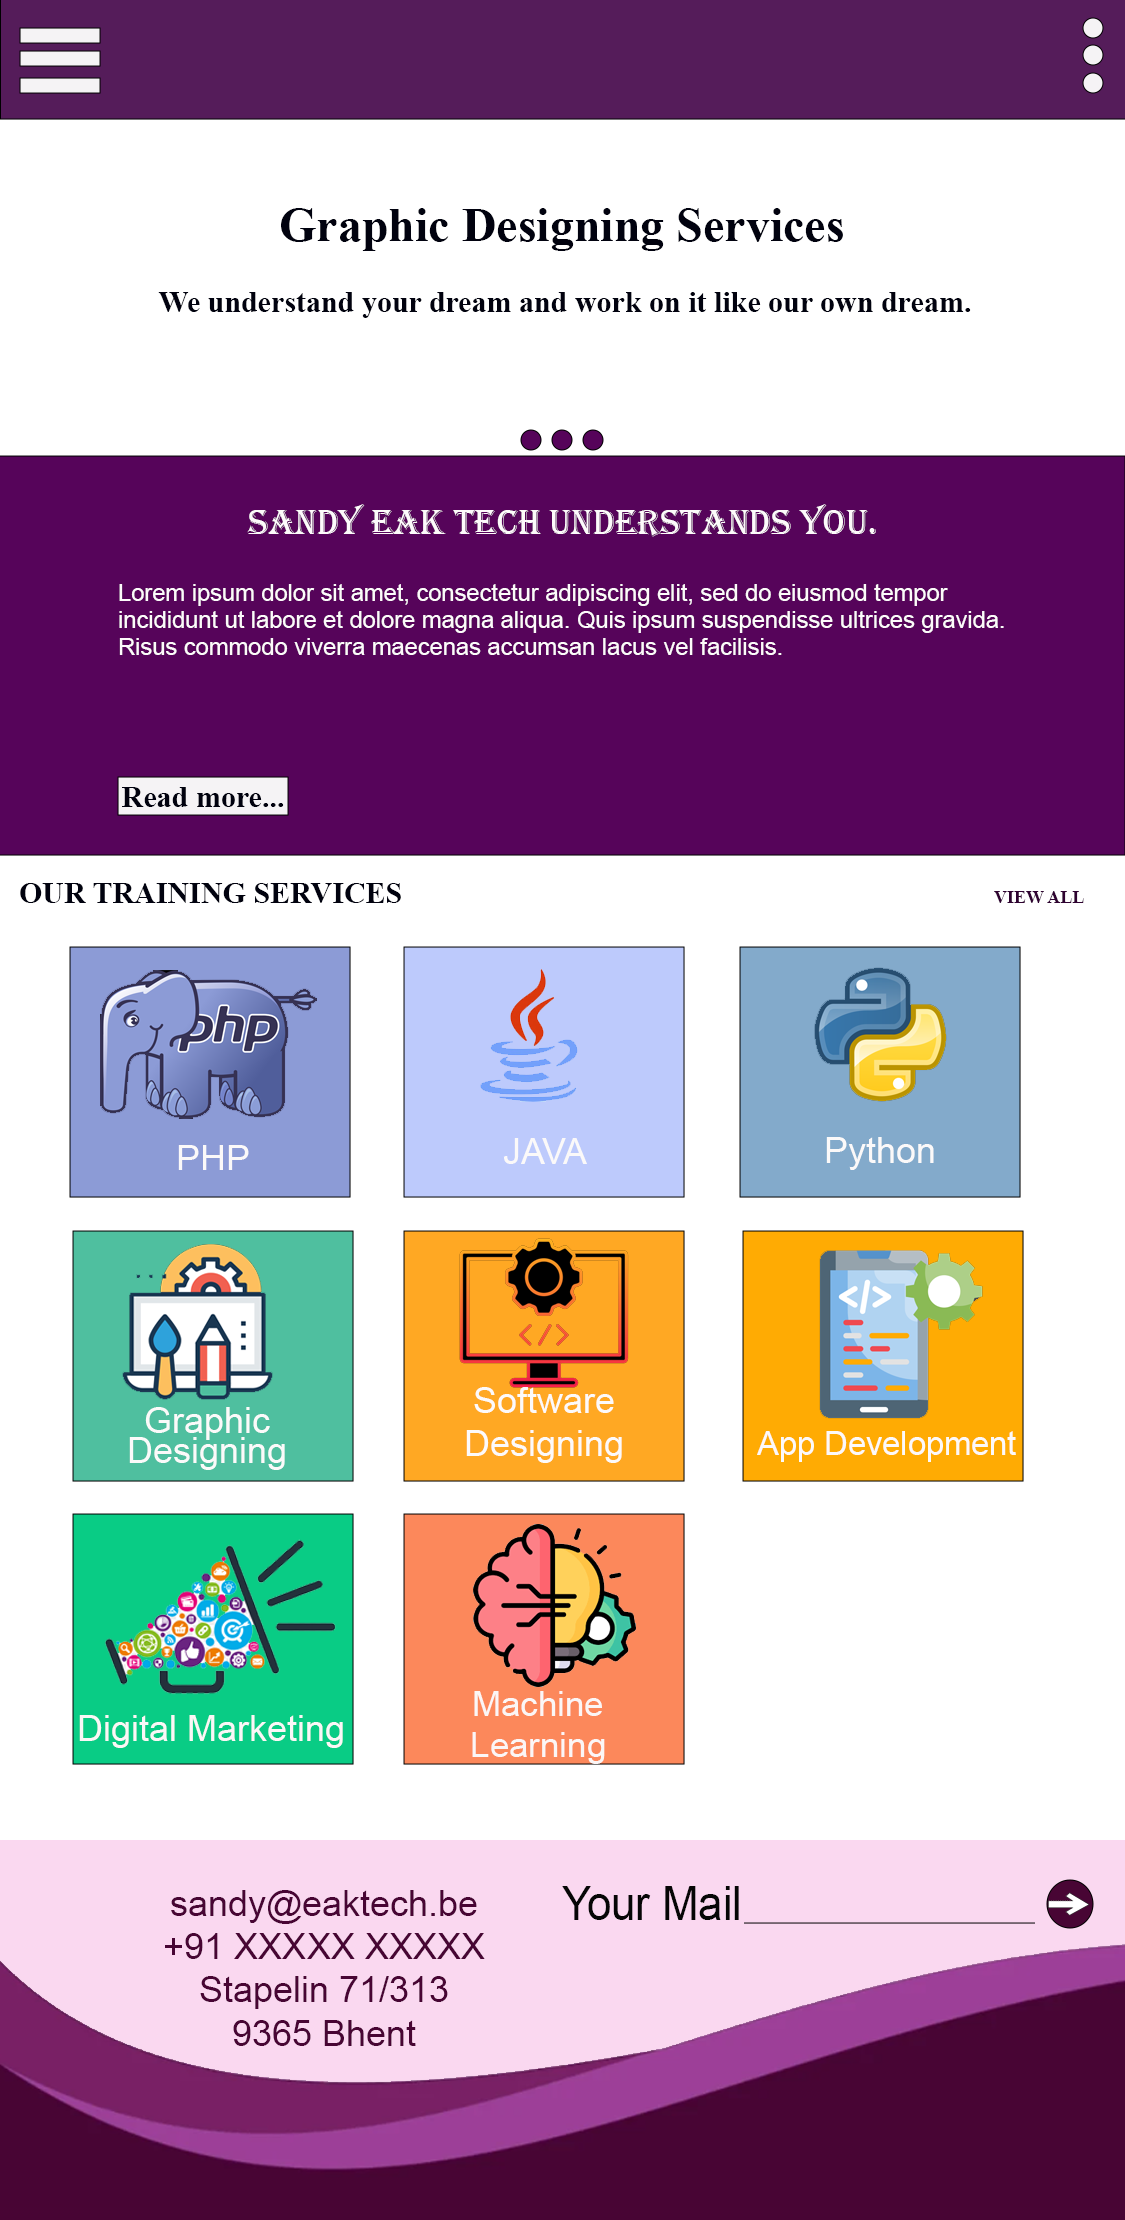 Graphic Designing Services
We understand your dream and work on it like our own dream.
SANDY EAK TECH UNDERSTANDS YOU.
Lorem ipsum dolor sit amet, consectetur adipiscing elit, sed do eiusmod tempor
incididunt ut labore et dolore magna aliqua. Quis ipsum suspendisse ultrices gravida.
Risus commodo viverra maecenas accumsan lacus vel facilisis.
Read more...
OUR TRAINING SERVICES
VIEW ALL
php
PHP
JAVA
Python
</>
Graphic
Designing
</>
Software
Designing
App Development
Digital Marketing
Machine
Learning
sandy@eaktech.be
+91 XXXXX XXXXX
Stapelin 71/313
9365 Bhent
Your Mail